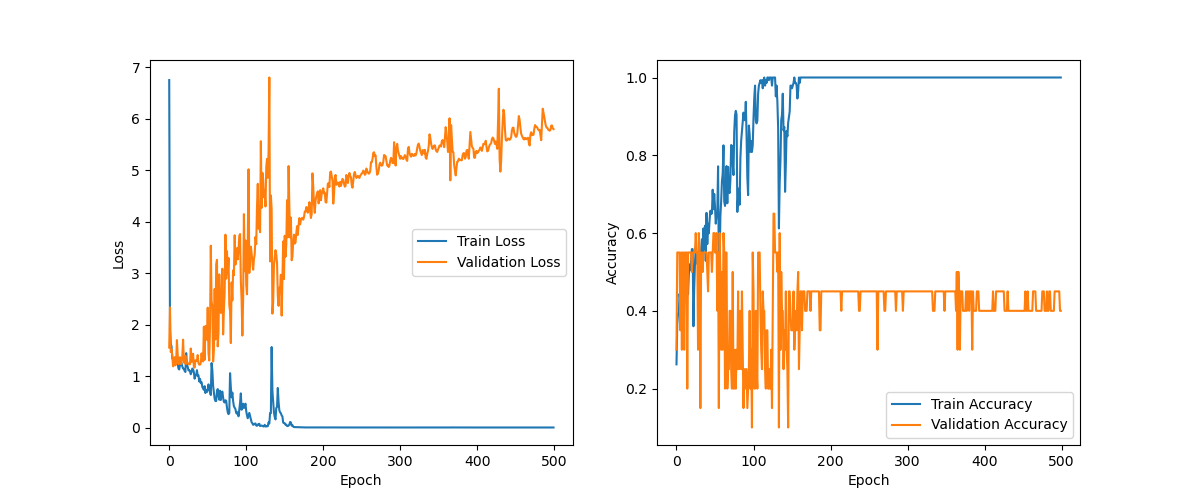 7
6
5
4
3
2
1
0
Loss
0 100 200 300 400 500
Epoch
Train Loss
Validation Loss
1.0
0.8
0.6
0.4
0.2
Accuracy
0 100 200 300 400 500
Epoch
Train Accuracy
Validation Accuracy